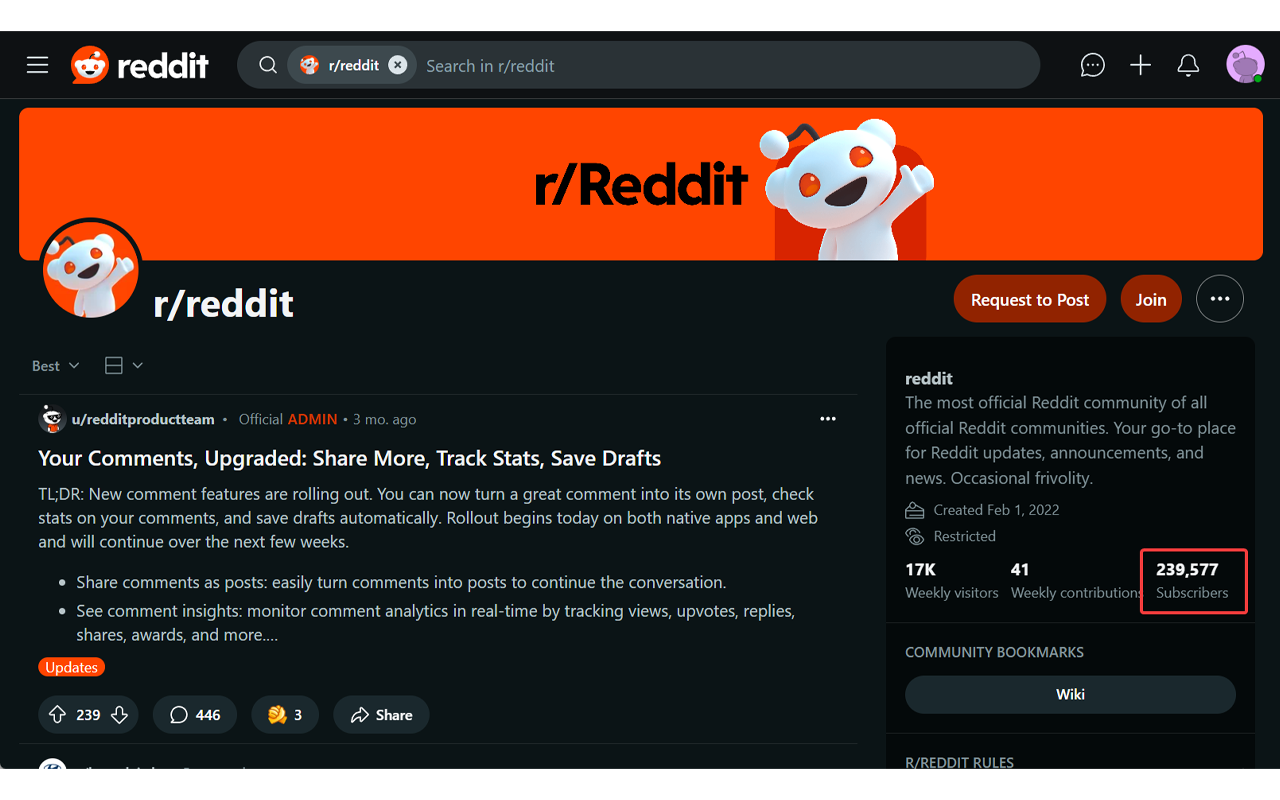 reddit
r/reddit
Search in r/reddit
r/Reddit
r/reddit
Request to Post
Join
Best
u/redditproductteam • Official ADMIN • 3 mo. ago
Your Comments, Upgraded: Share More, Track Stats, Save Drafts
TL;DR: New comment features are rolling out. You can now turn a great comment into its own post, check
stats on your comments, and save drafts automatically. Rollout begins today on both native apps and web
and will continue over the next few weeks.
• Share comments as posts: easily turn comments into posts to continue the conversation.
• See comment insights: monitor comment analytics in real-time by tracking views, upvotes, replies,
shares, awards, and more....
Updates
239
446
3
Share
reddit
The most official Reddit community of all
official Reddit communities. Your go-to place
for Reddit updates, announcements, and
news. Occasional frivolity.
Created Feb 1, 2022
Restricted
17K 41 239,577
Weekly visitors Weekly contributions Subscribers
COMMUNITY BOOKMARKS
Wiki
R/REDDIT RULES